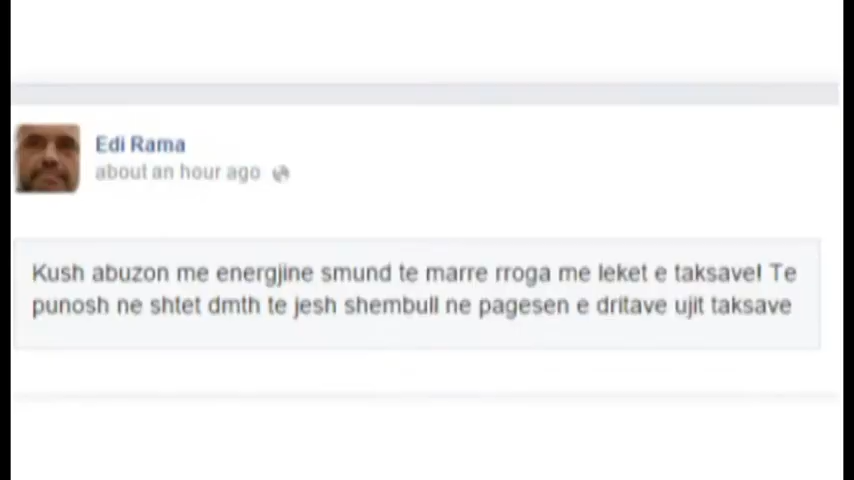 Edi Rama
about an hour ago
Kush abuzon me energjine smund te marre rroga me leket e taksave! Te
punosh ne shtet dmth te jesh shembull ne pagesen e dritave ujit taksave